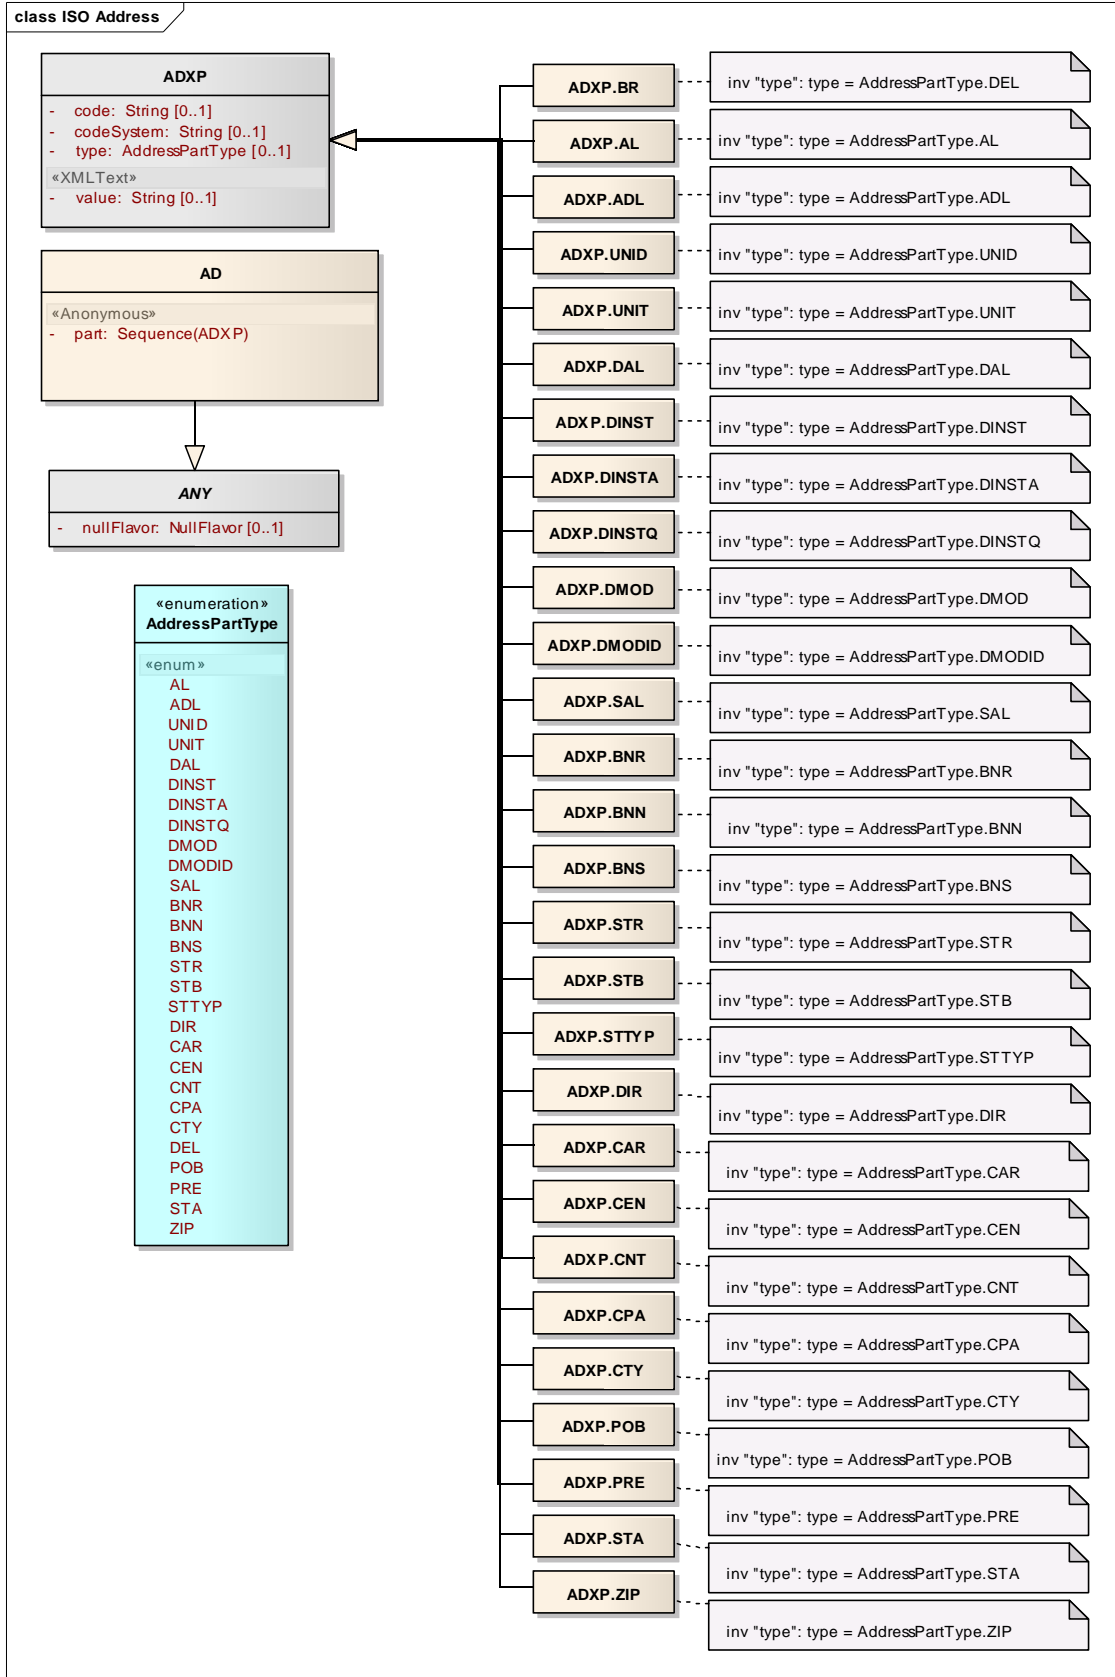 class ISO Address
ADXP
- code: String [0..1]
- codeSystem: String [0..1]
- type: AddressPartType [0..1]
«XMLText»
- value: String [0..1]
AD
«Anonymous»
- part: Sequence(ADXP)
ANY
- nullFlavor: NullFlavor [0..1]
«enumeration»
AddressPartType
«enum»
AL
ADL
UNID
UNIT
DAL
DINST
DINSTA
DINSTQ
DMOD
DMODID
SAL
BNR
BNN
BNS
STR
STB
STTYP
DIR
CAR
CEN
CNT
CPA
CTY
DEL
POB
PRE
STA
ZIP
ADXP.BR
inv "type": type = AddressPartType.DEL
ADXP.AL
inv "type": type = AddressPartType.AL
ADXP.ADL
inv "type": type = AddressPartType.ADL
ADXP.UNID
inv "type": type = AddressPartType.UNID
ADXP.UNIT
inv "type": type = AddressPartType.UNIT
ADXP.DAL
inv "type": type = AddressPartType.DAL
ADXP.DINST
inv "type": type = AddressPartType.DINST
ADXP.DINSTA
inv "type": type = AddressPartType.DINSTA
ADXP.DINSTQ
inv "type": type = AddressPartType.DINSTQ
ADXP.DMOD
inv "type": type = AddressPartType.DMOD
ADXP.DMODID
inv "type": type = AddressPartType.DMODID
ADXP.SAL
inv "type": type = AddressPartType.SAL
ADXP.BNR
inv "type": type = AddressPartType.BNR
ADXP.BNN
inv "type": type = AddressPartType.BNN
ADXP.BNS
inv "type": type = AddressPartType.BNS
ADXP.STR
inv "type": type = AddressPartType.STR
ADXP.STB
inv "type": type = AddressPartType.STB
ADXP.STTYP
inv "type": type = AddressPartType.STTYP
ADXP.DIR
inv "type": type = AddressPartType.DIR
ADXP.CAR
inv "type": type = AddressPartType.CAR
ADXP.CEN
inv "type": type = AddressPartType.CEN
ADXP.CNT
inv "type": type = AddressPartType.CNT
ADXP.CPA
inv "type": type = AddressPartType.CPA
ADXP.CTY
inv "type": type = AddressPartType.CTY
ADXP.POB
inv "type": type = AddressPartType.POB
ADXP.PRE
inv "type": type = AddressPartType.PRE
ADXP.STA
inv "type": type = AddressPartType.STA
ADXP.ZIP
inv "type": type = AddressPartType.ZIP